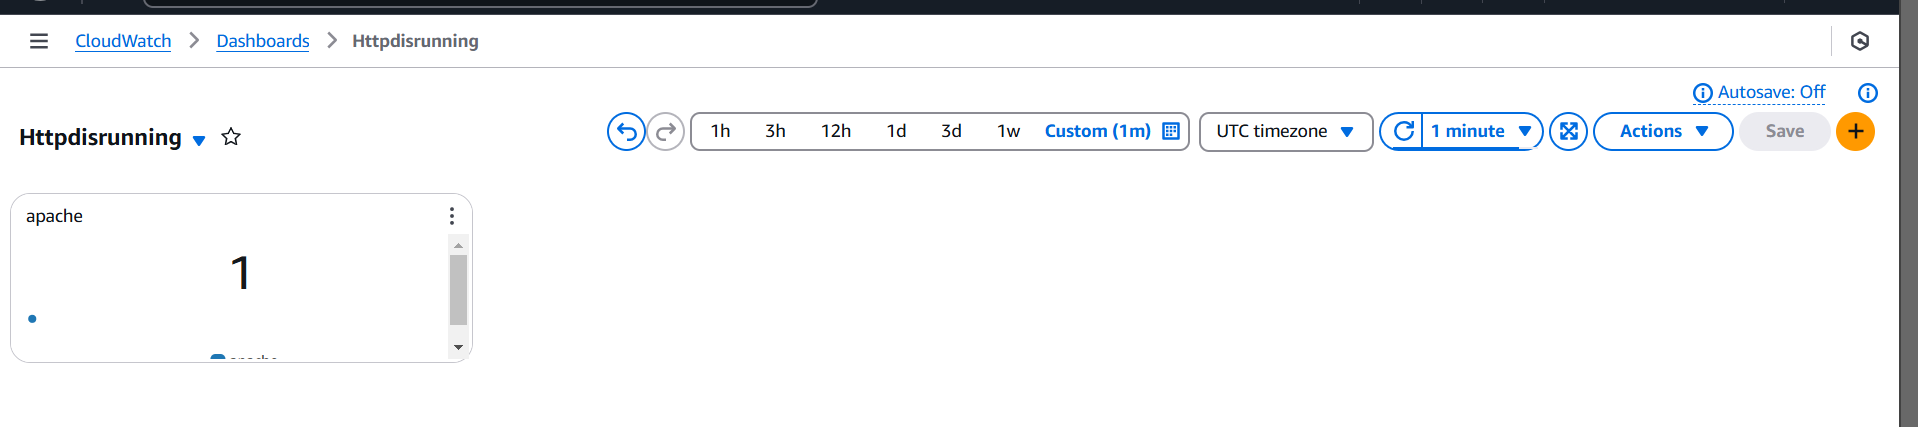 CloudWatch > Dashboards > Httpdisrunning
Autosave: Off
Httpdisrunning
1h 3h 12h 1d 3d 1w Custom (1m) UTC timezone 1 minute Actions Save +
apache
1
apache